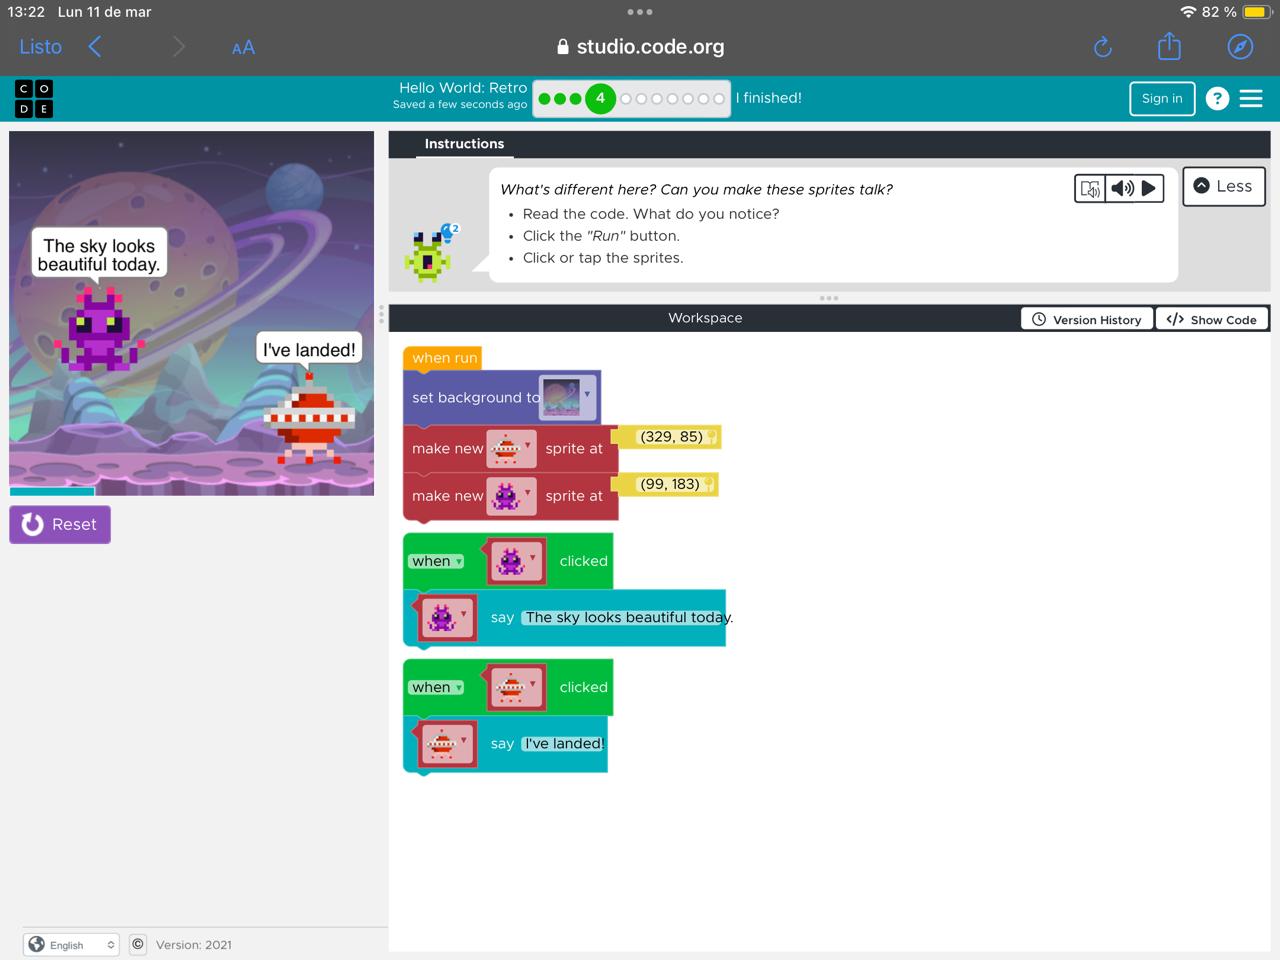 13:22 Lun 11 de mar
82 %
Listo
AA
studio.code.org
C O
D E
Hello World: Retro
Saved a few seconds ago
4
I finished!
Sign in
?
The sky looks
beautiful today.
I've landed!
Reset
Instructions
2
What's different here? Can you make these sprites talk?
• Read the code. What do you notice?
• Click the "Run" button.
• Click or tap the sprites.
Less
Workspace
Version History
</> Show Code
when run
set background to
make new sprite at (329, 85)
make new sprite at (99, 183)
when clicked
say The sky looks beautiful today.
when clicked
say I've landed!
English
©
Version: 2021